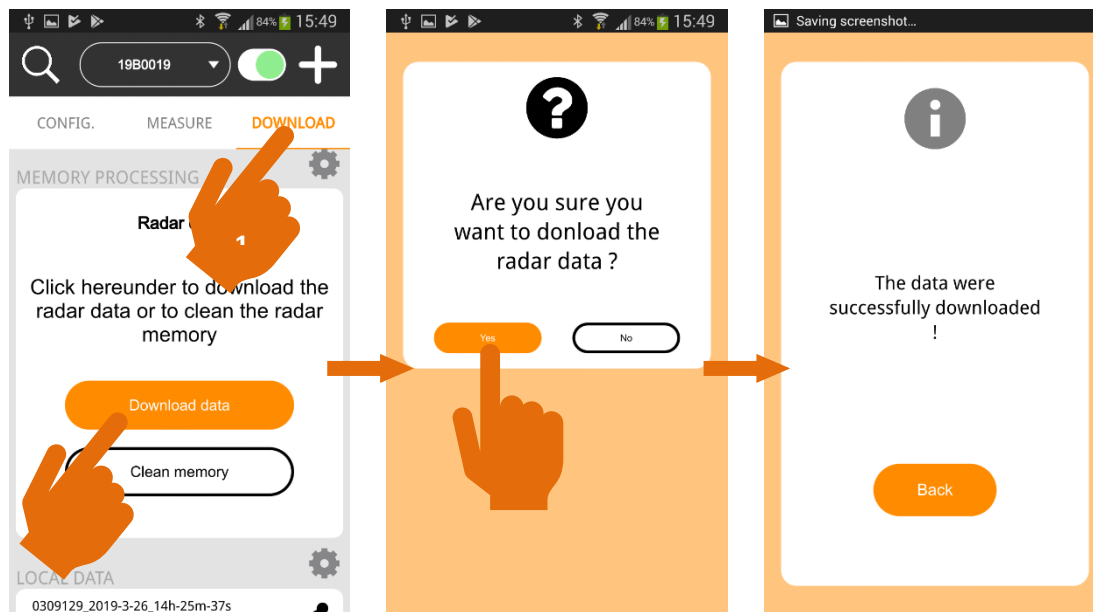 84% 15:49
19B0019
CONFIG. MEASURE DOWNLOAD
MEMORY PROCESSING
Radar
1
Click hereunder to download the
radar data or to clean the radar
memory
Download data
Clean memory
LOCAL DATA
0309129_2019-3-26_14h-25m-37s
84% 15:49
?
Are you sure you
want to donload the
radar data ?
Yes
No
Saving screenshot...
i
The data were
successfully downloaded
!
Back